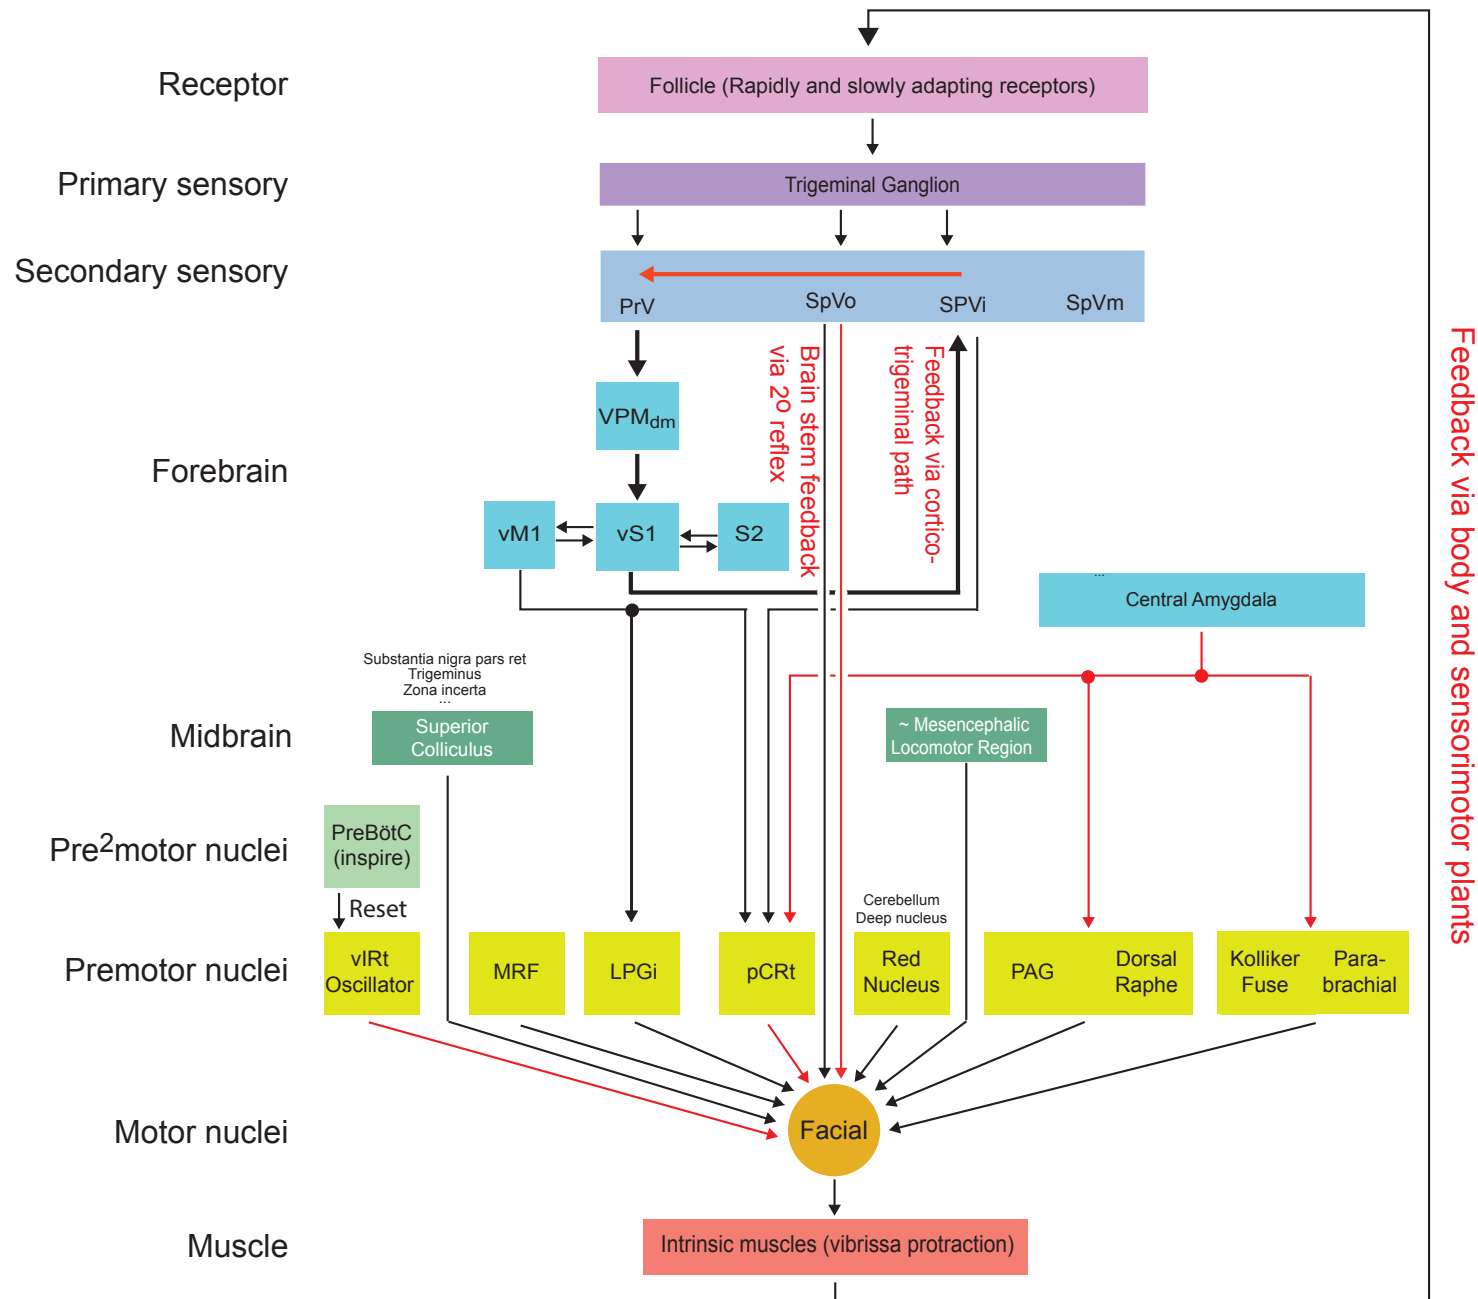 Receptor
Follicle (Rapidly and slowly adapting receptors)
Primary sensory
Trigeminal Ganglion
Secondary sensory
PrV
SpVo
SPVi
SpVm
Brain stem feedback
via 2º reflex
Feedback via cortico-
trigeminal path
Feedback via body and sensorimotor plants
VPMdm
Forebrain
vM1
vS1
S2
...
Central Amygdala
Substantia nigra pars ret
Trigeminus
Zona incerta
...
Midbrain
Superior
Colliculus
~ Mesencephalic
Locomotor Region
Pre2motor nuclei
PreBötC
(inspire)
Reset
Cerebellum
Deep nucleus
Premotor nuclei
vIRt
Oscillator
MRF
LPGi
pCRt
Red
Nucleus
PAG
Dorsal
Raphe
Kolliker
Fuse
Para-
brachial
Motor nuclei
Facial
Muscle
Intrinsic muscles (vibrissa protraction)